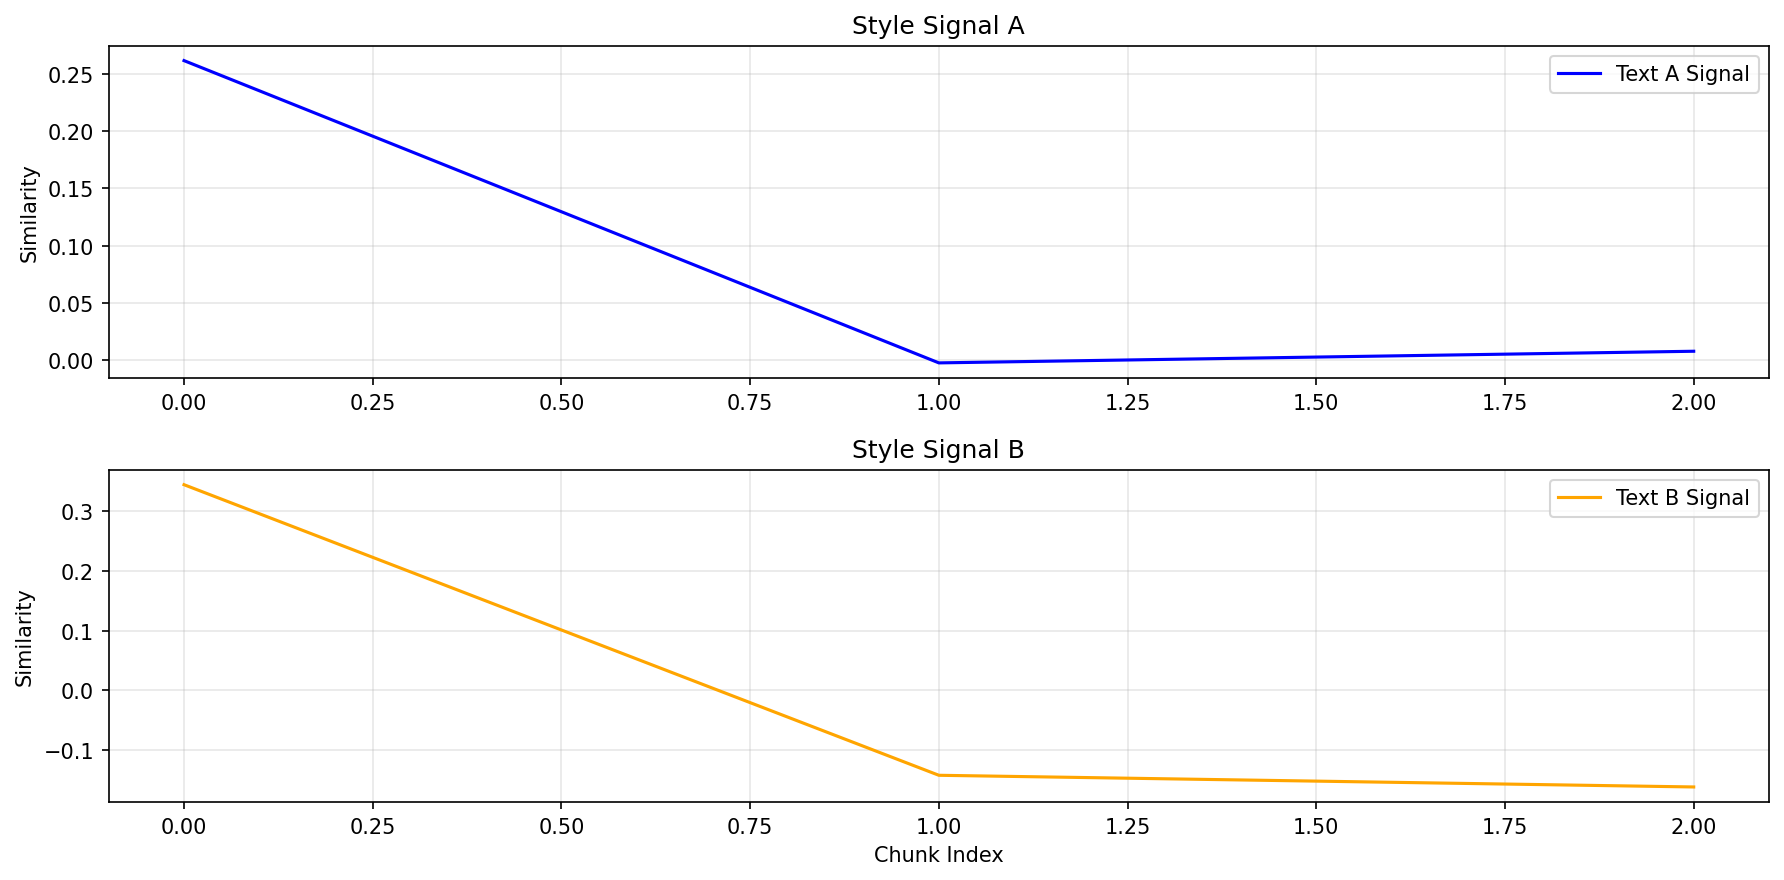 Style Signal A
Text A Signal
Similarity
0.25
0.20
0.15
0.10
0.05
0.00
0.00 0.25 0.50 0.75 1.00 1.25 1.50 1.75 2.00
Style Signal B
Text B Signal
Similarity
0.3
0.2
0.1
0.0
−0.1
0.00 0.25 0.50 0.75 1.00 1.25 1.50 1.75 2.00
Chunk Index